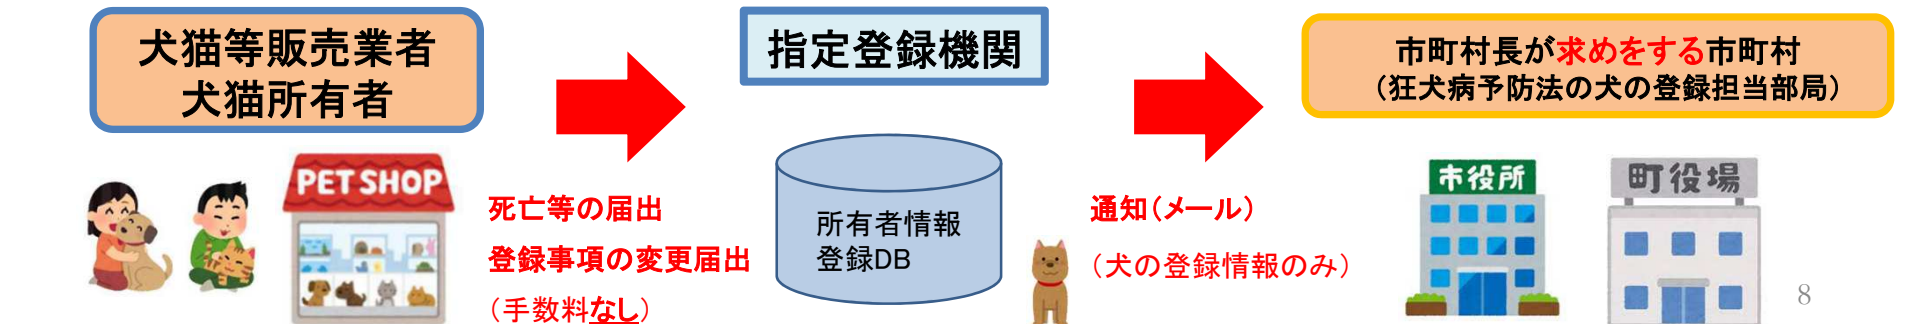 犬猫等販売業者
犬猫所有者
指定登録機関
市町村長が求めをする市町村
（狂犬病予防法の犬の登録担当部局）
PET SHOP
死亡等の届出
登録事項の変更届出
（手数料なし）
所有者情報
登録DB
通知（メール）
（犬の登録情報のみ）
市役所
町役場
8